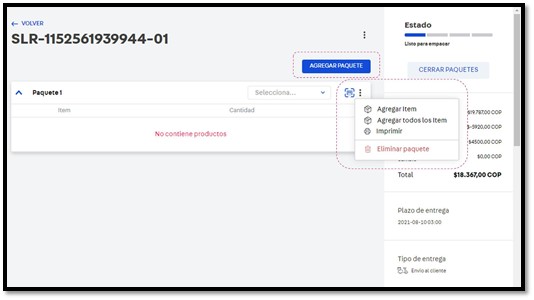 ← VOLVER
SLR-1152561939944-01
AGREGAR PAQUETE
Paquete 1
Selecciona...
Item
Cantidad
No contiene productos
Agregar Item
Agregar todos los Item
Imprimir
Eliminar paquete
Estado
Listo para empacar
CERRAR PAQUETES
$19.787,00 COP
$-5920,00 COP
$4500,00 COP
$0,00 COP
Total
$18.367,00 COP
Plazo de entrega
2021-08-10 03:00
Tipo de entrega
Envío al cliente